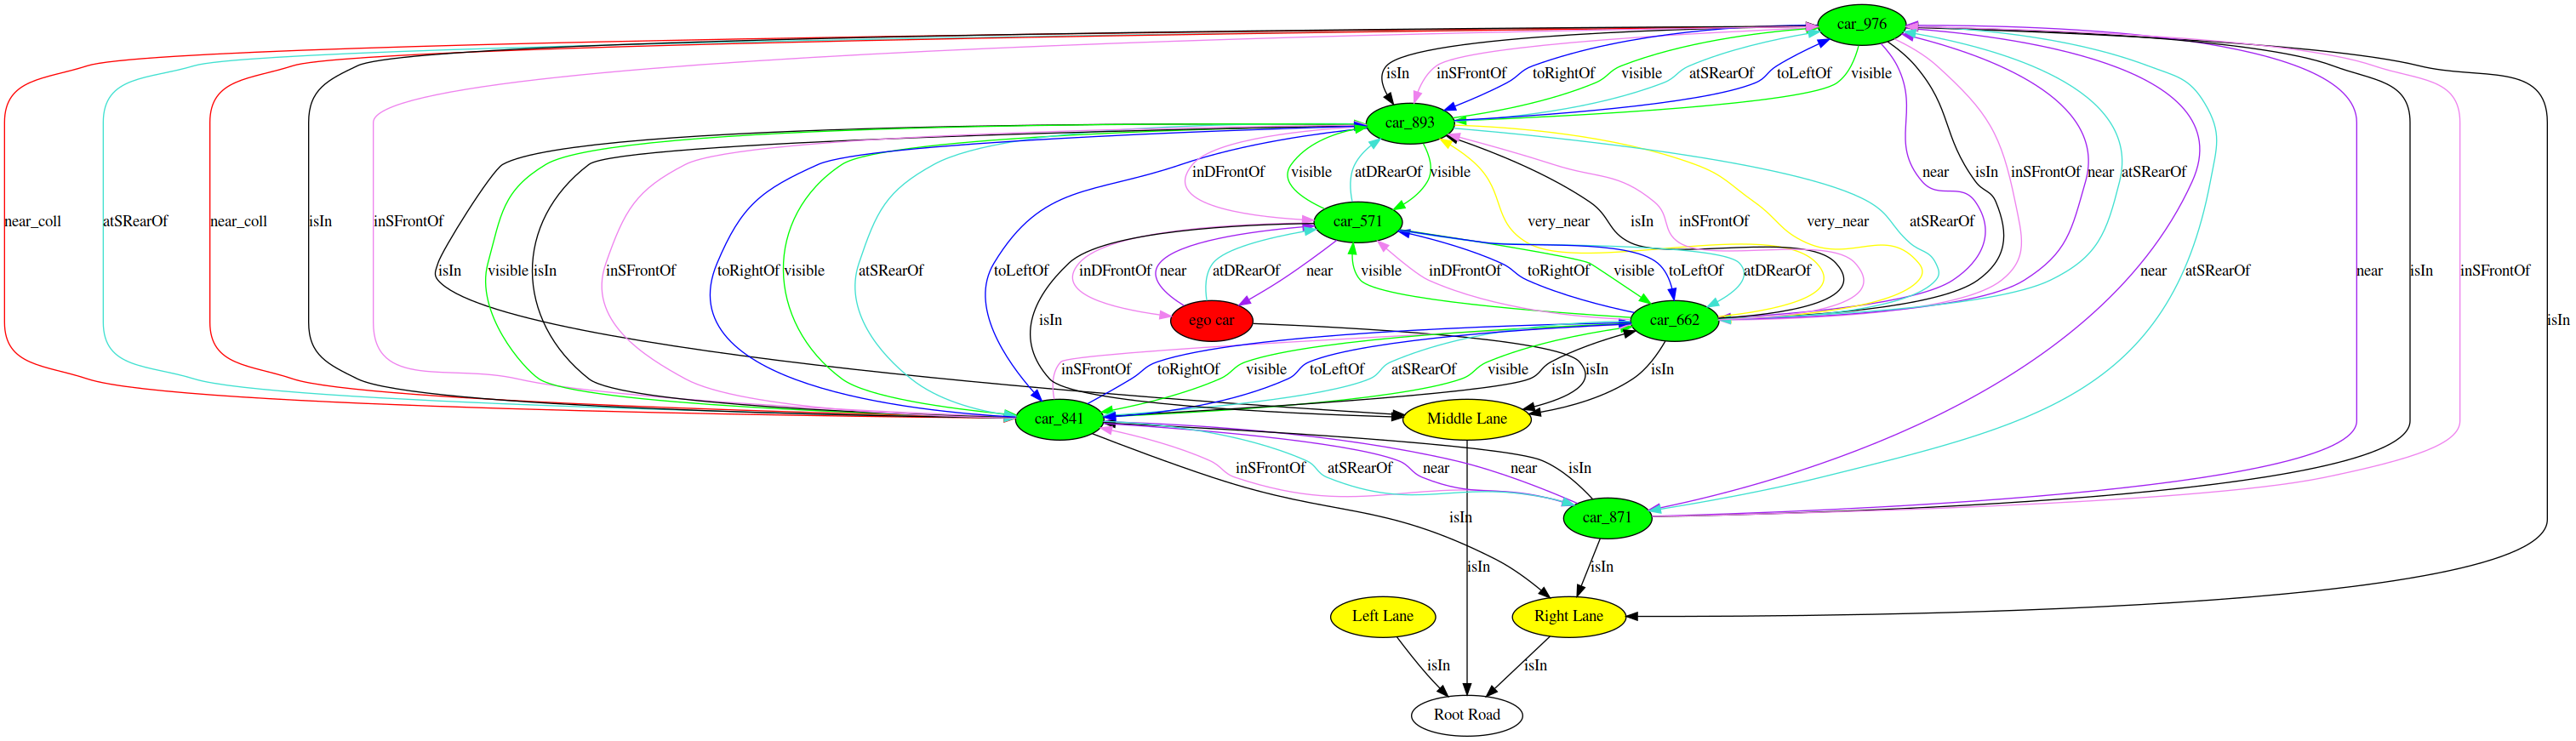 car_976
isIn
inSFrontOf
toRightOf
visible
atSRearOf
toLeftOf
visible
car_893
inDFrontOf
visible
atDRearOf
visible
near
isIn
inSFrontOf
near
atSRearOf
near_coll
atSRearOf
near_coll
isIn
inSFrontOf
car_571
very_near
isIn
inSFrontOf
very_near
atSRearOf
isIn
visible
isIn
inSFrontOf
toRightOf
visible
atSRearOf
toLeftOf
inDFrontOf
near
atDRearOf
near
visible
inDFrontOf
toRightOf
visible
toLeftOf
atDRearOf
near
atSRearOf
near
isIn
inSFrontOf
isIn
ego car
car_662
isIn
inSFrontOf
toRightOf
visible
toLeftOf
atSRearOf
visible
isIn
isIn
isIn
car_841
Middle Lane
inSFrontOf
atSRearOf
near
near
isIn
isIn
car_871
isIn
isIn
Left Lane
Right Lane
isIn
isIn
Root Road